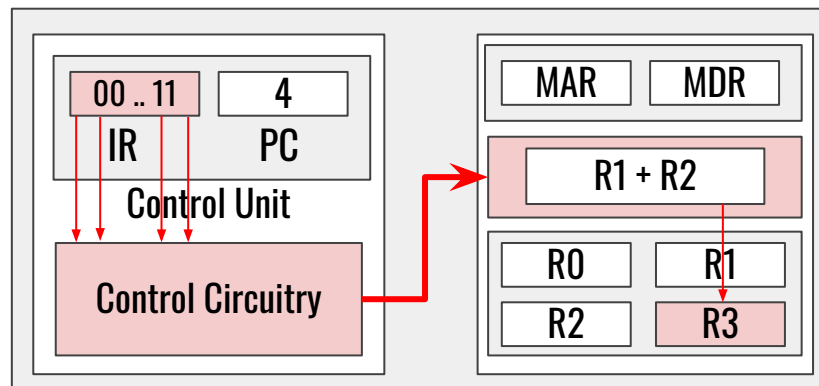 00 .. 11
4
IR
PC
Control Unit
Control Circuitry
MAR
MDR
R1 + R2
R0
R1
R2
R3